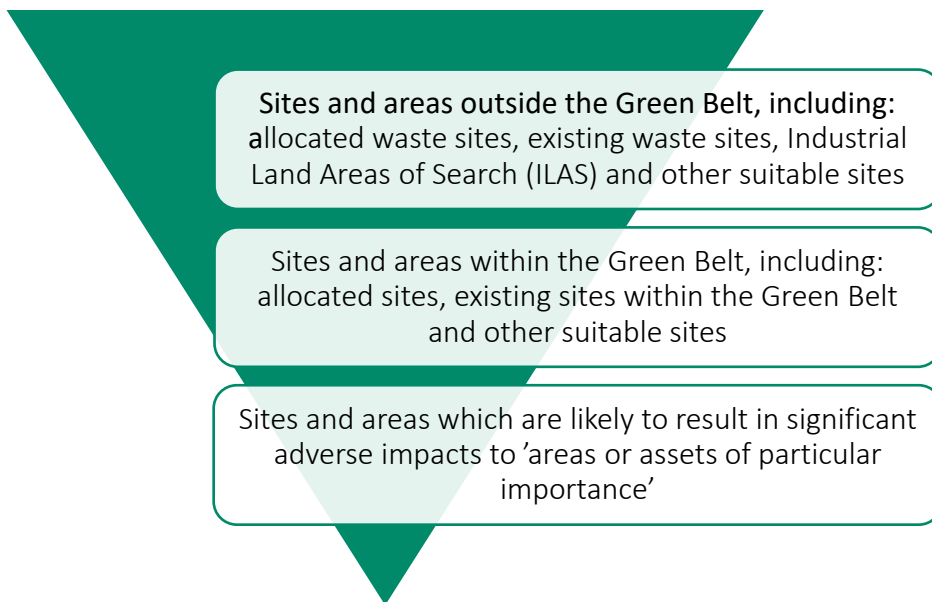 Sites and areas outside the Green Belt, including:
allocated waste sites, existing waste sites, Industrial
Land Areas of Search (ILAS) and other suitable sites
Sites and areas within the Green Belt, including:
allocated sites, existing sites within the Green Belt
and other suitable sites
Sites and areas which are likely to result in significant
adverse impacts to ’areas or assets of particular
importance’